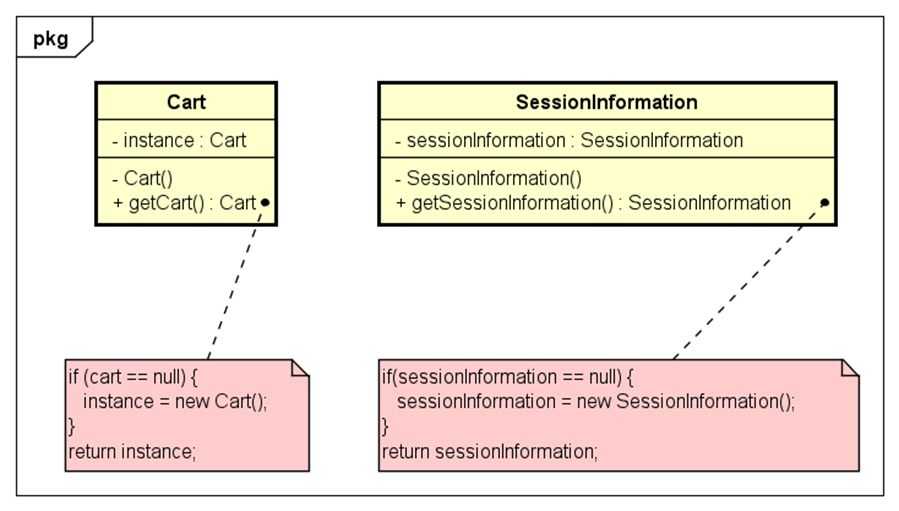 pkg
Cart
- instance : Cart
- Cart()
+ getCart() : Cart
SessionInformation
- sessionInformation : SessionInformation
- SessionInformation()
+ getSessionInformation() : SessionInformation
if (cart == null) {
instance = new Cart();
}
return instance;
if(sessionInformation == null) {
sessionInformation = new SessionInformation();
}
return sessionInformation;